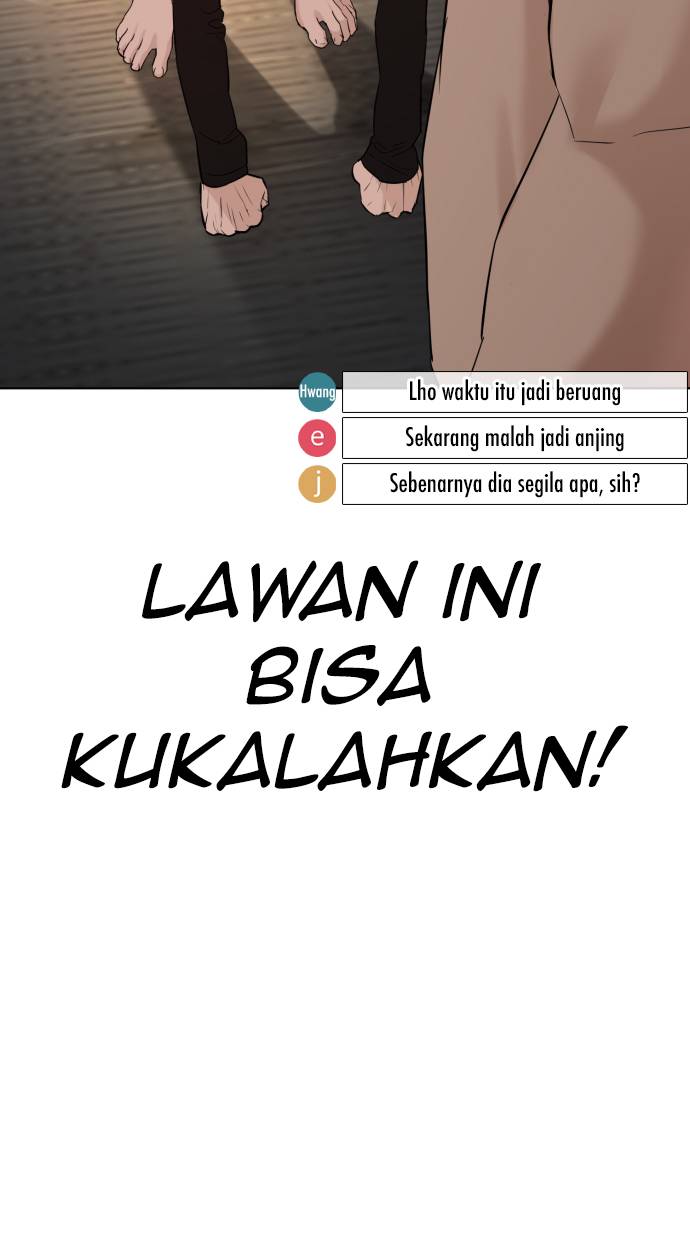 Hwang Lho waktu itu jadi beruang
e Sekarang malah jadi anjing
j Sebenarnya dia segila apa, sih?
LAWAN INI
BISA
KUKALAHKAN!